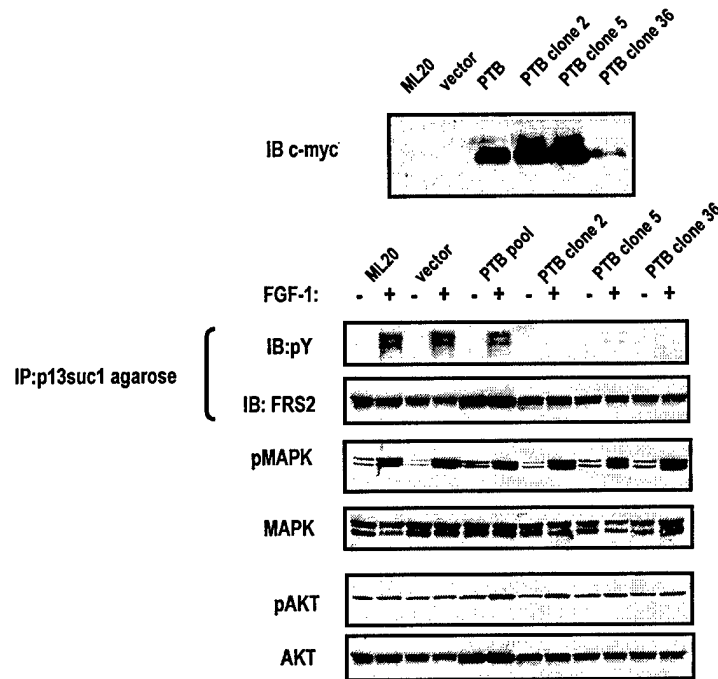 ML20 vector PTB PTB clone 2 PTB clone 5 PTB clone 36
IB c-myc
ML20 vector PTB pool PTB clone 2 PTB clone 5 PTB clone 36
FGF-1: - + - + - + - + - + - +
IP:p13suc1 agarose
IB:pY
IB: FRS2
pMAPK
MAPK
pAKT
AKT